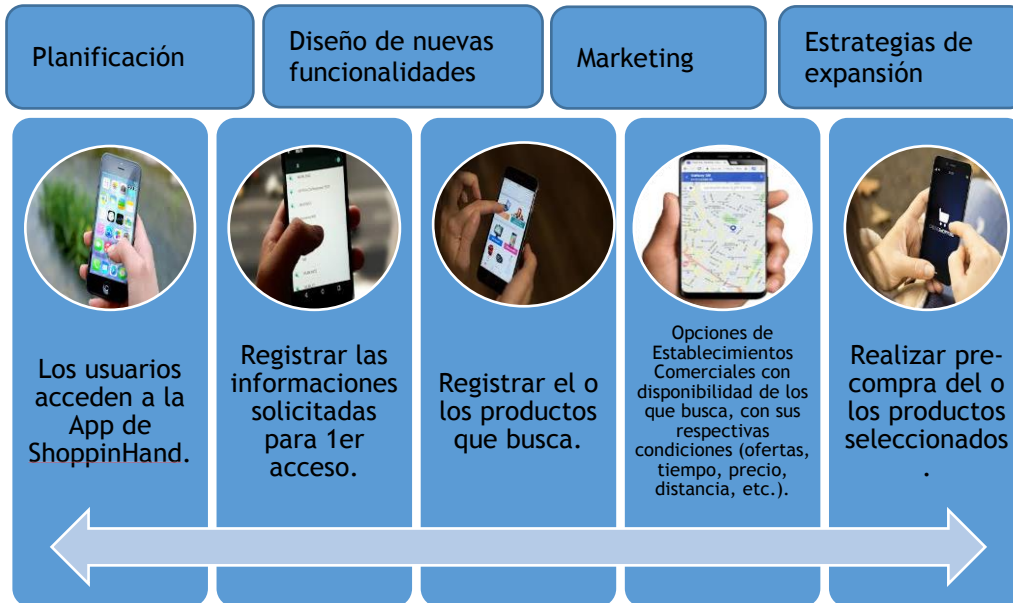 Planificación
Diseño de nuevas
funcionalidades
Marketing
Estrategias de
expansión
Los usuarios
acceden a la
App de
ShoppinHand.
Registrar las
informaciones
solicitadas
para 1er
acceso.
Registrar el o
los productos
que busca.
Opciones de
Establecimientos
Comerciales con
disponibilidad de los
que busca, con sus
respectivas
condiciones (ofertas,
tiempo, precio,
distancia, etc.).
Realizar pre-
compra del o
los productos
seleccionados
.